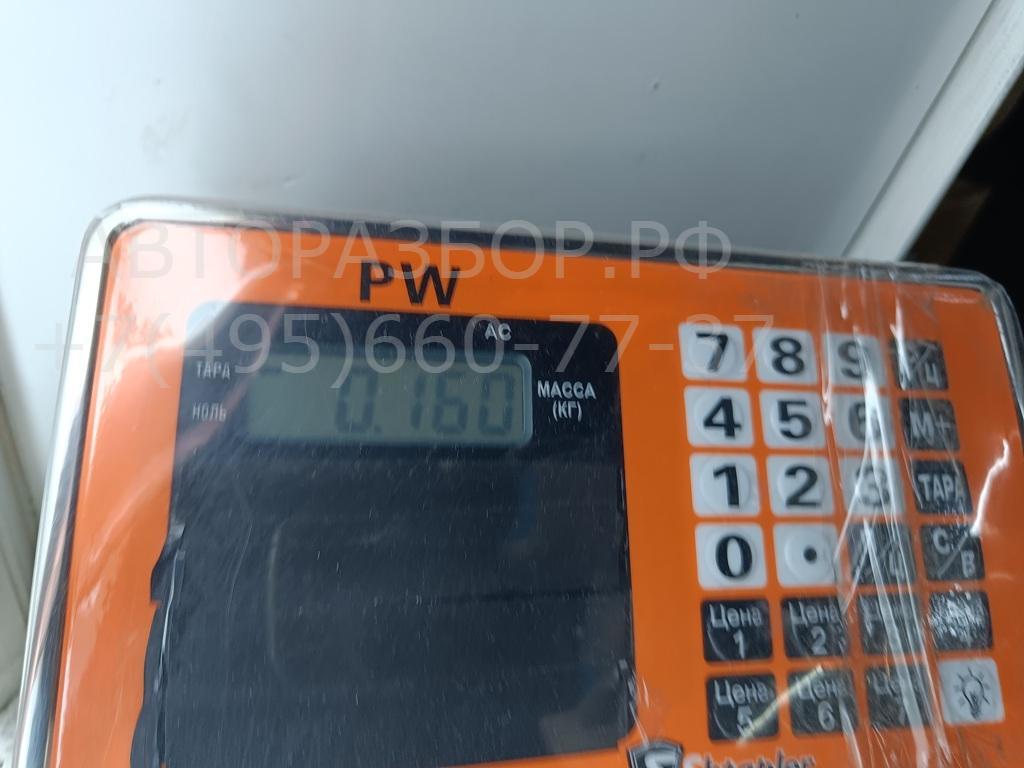 АВТОРАЗБОР.РФ
PW
+7(495)660-77-27
AC
ТАРА
НОЛЬ
0.160
МАССА
(КГ)
7 8 9
4 5 6 М+
1 2 3 ТАРА
0 • С/В
Цена 1
Цена 2
Цена 5
Цена 6